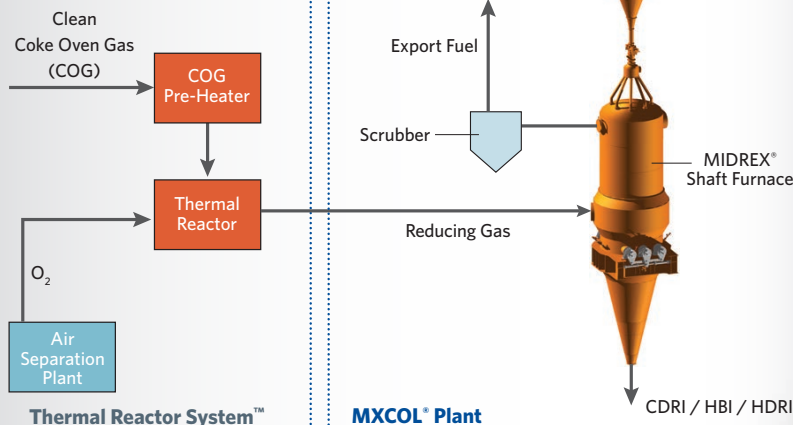 Clean
Coke Oven Gas
(COG)
COG
Pre-Heater
Thermal
Reactor
O₂
Air
Separation
Plant
Thermal Reactor System™
Export Fuel
Scrubber
MIDREX®
Shaft Furnace
Reducing Gas
CDRI / HBI / HDRI
MXCOL® Plant